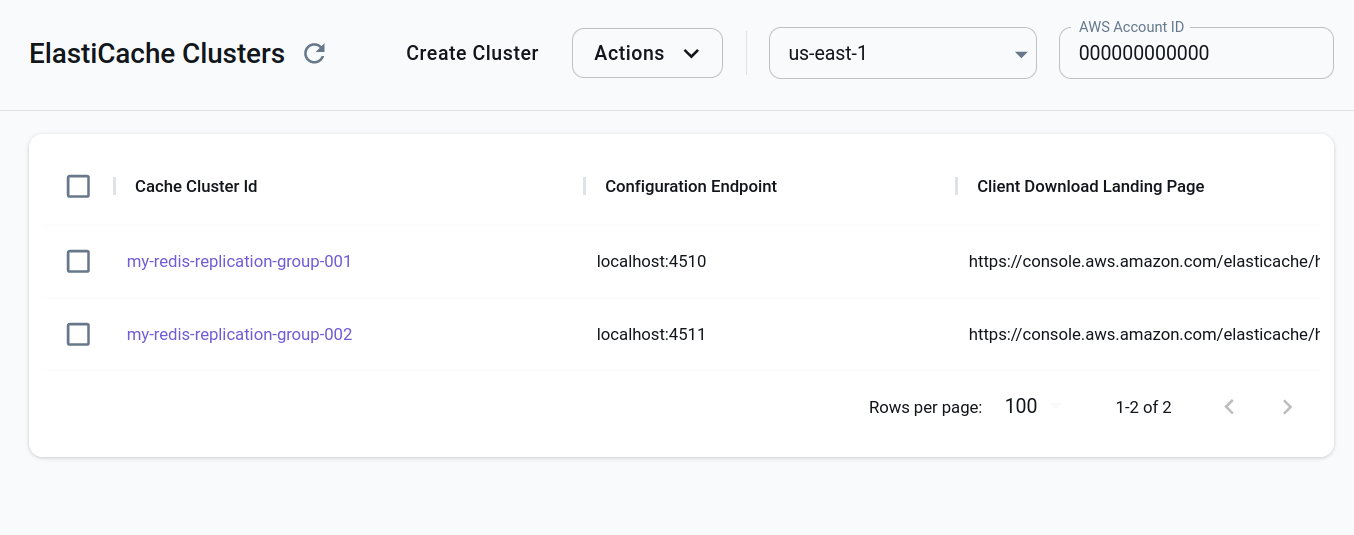 ElastiCache Clusters
Create Cluster
Actions
us-east-1
AWS Account ID
000000000000
Cache Cluster Id Configuration Endpoint Client Download Landing Page
my-redis-replication-group-001 localhost:4510 https://console.aws.amazon.com/elasticache/h
my-redis-replication-group-002 localhost:4511 https://console.aws.amazon.com/elasticache/h
Rows per page: 100 1-2 of 2